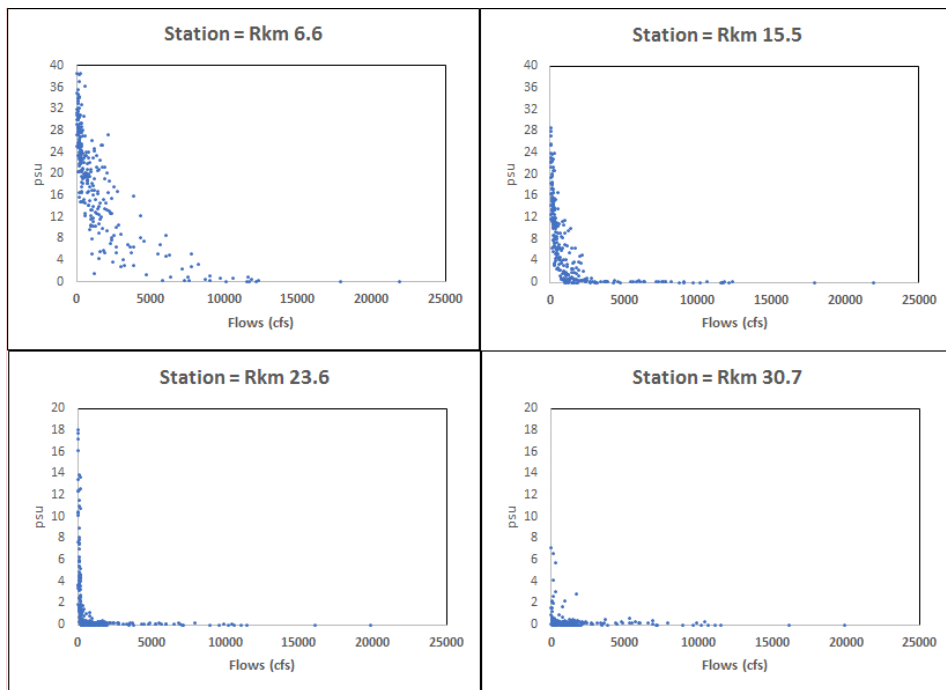 Station = Rkm 6.6
40
36
32
28
24
20
16
12
8
4
0
psu
0 5000 10000 15000 20000 25000
Flows (cfs)
Station = Rkm 15.5
40
36
32
28
24
20
16
12
8
4
0
psu
0 5000 10000 15000 20000 25000
Flows (cfs)
Station = Rkm 23.6
20
18
16
14
12
10
8
6
4
2
0
psu
0 5000 10000 15000 20000 25000
Flows (cfs)
Station = Rkm 30.7
20
18
16
14
12
10
8
6
4
2
0
psu
0 5000 10000 15000 20000 25000
Flows (cfs)